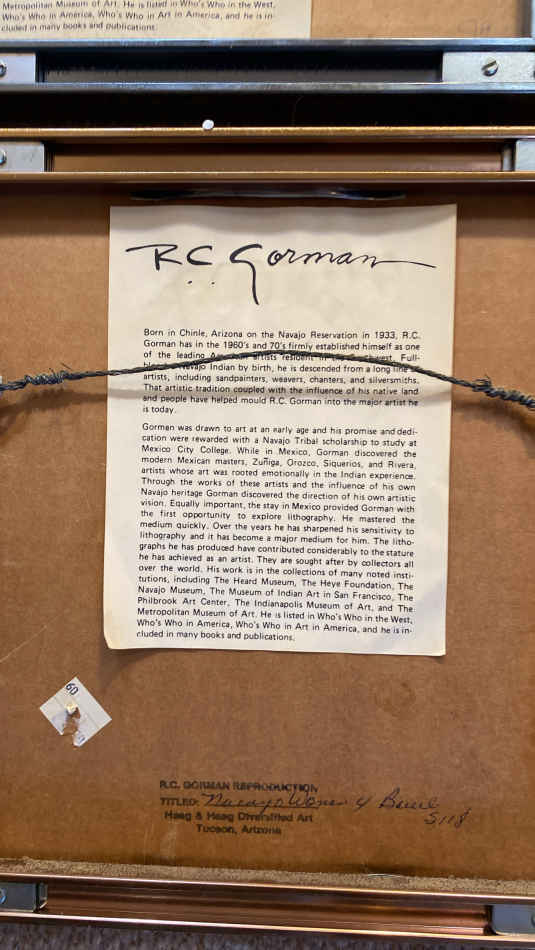 Metropolitan Museum of Art. He is listed in Who's Who in the West,
Who's Who in America, Who's Who in Art in America, and he is in-
cluded in many books and publications.
R.C. Gorman
Born in Chinle, Arizona on the Navajo Reservation in 1933, R.C.
Gorman has in the 1960's and 70's firmly established himself as one
of the leading American artists resident in the Southwest. Full-
Navajo Indian by birth, he is descended from a long line of
artists, including sandpainters, weavers, chanters, and silversmiths.
That artistic tradition coupled with the influence of his native land
and people have helped mould R.C. Gorman into the major artist he
is today.
Gorman was drawn to art at an early age and his promise and dedi-
cation were rewarded with a Navajo Tribal scholarship to study at
Mexico City College. While in Mexico, Gorman discovered the
modern Mexican masters, Zuñiga, Orozco, Siquerios, and Rivera,
artists whose art was rooted emotionally in the Indian experience.
Through the works of these artists and the influence of his own
Navajo heritage Gorman discovered the direction of his own artistic
vision. Equally important, the stay in Mexico provided Gorman with
the first opportunity to explore lithography. He mastered the
medium quickly. Over the years he has sharpened his sensitivity to
lithography and it has become a major medium for him. The litho-
graphs he has produced have contributed considerably to the stature
he has achieved as an artist. They are sought after by collectors all
over the world. His work is in the collections of many noted insti-
tutions, including The Heard Museum, The Heye Foundation, The
Navajo Museum, The Museum of Indian Art in San Francisco, The
Philbrook Art Center, The Indianapolis Museum of Art, and The
Metropolitan Museum of Art. He is listed in Who's Who in the West,
Who's Who in America, Who's Who in Art in America, and he is in-
cluded in many books and publications.
60
R.C. GORMAN REPRODUCTION
TITLED: Navajo Women &
5118
Haag & Haag Diversified Art
Tucson, Arizona